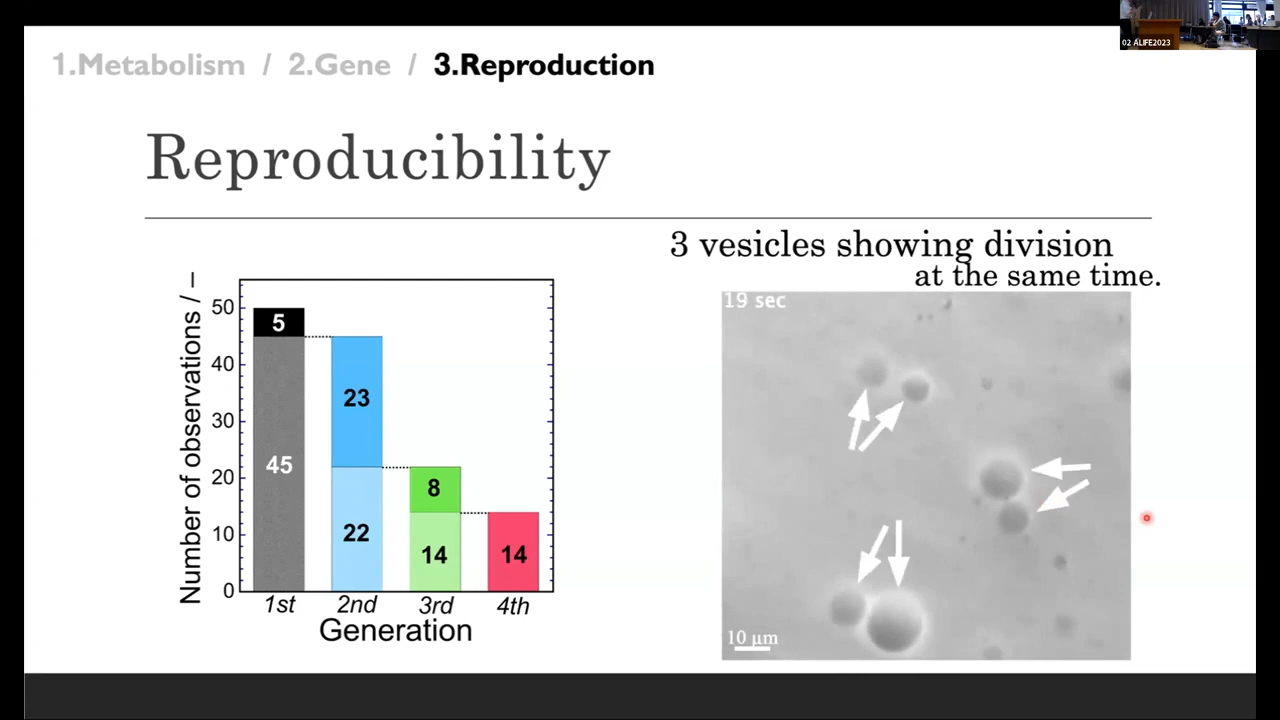 02 ALIFE2023
1.Metabolism / 2.Gene / 3.Reproduction
Reproducibility
3 vesicles showing division
at the same time.
Number of observations / –
50
40
30
20
10
0
5
45
23
22
8
14
14
1st 2nd 3rd 4th
Generation
19 sec
10 μm